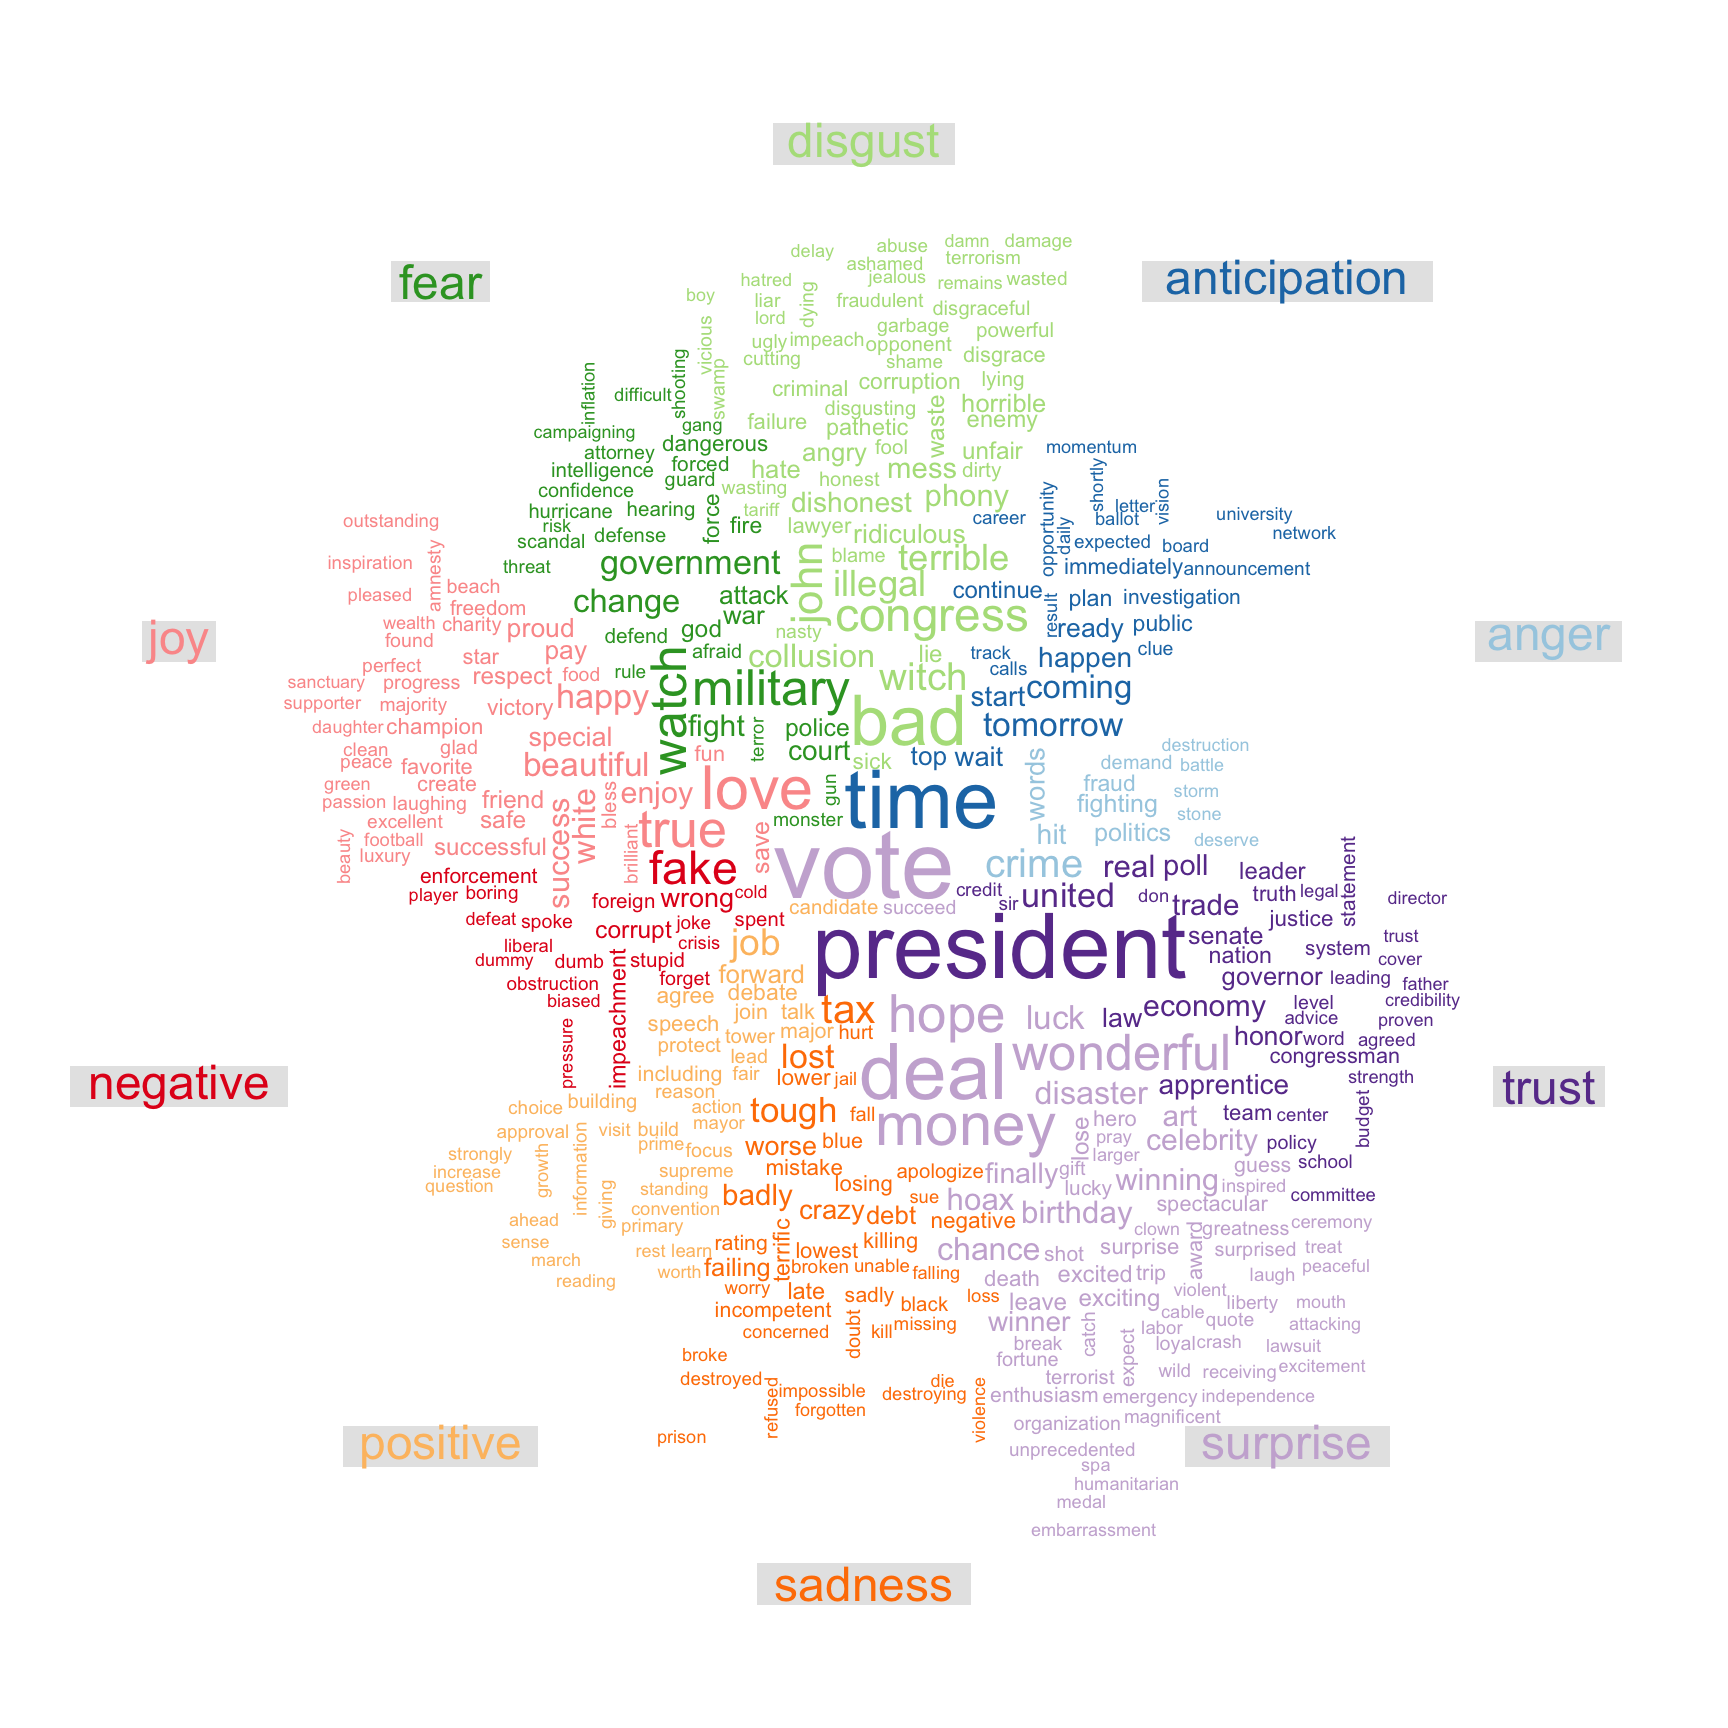 disgust
fear
anticipation
joy
anger
negative
trust
positive
surprise
sadness
delay
abuse
damn
damage
ashamed
terrorism
hatred
jealous
remains
wasted
boy
liar
dying
fraudulent
lord
disgraceful
garbage
powerful
vicious
ugly
impeach
opponent
cutting
shame
disgrace
swamp
criminal
corruption
lying
disgusting
waste
horrible
failure
pathetic
enemy
angry
fool
unfair
hate
honest
mess
dirty
wasting
dishonest
phony
tariff
lawyer
ridiculous
john
blame
terrible
illegal
congress
nasty
collusion
lie
witch
bad
sick
inflation
difficult
shooting
campaigning
gang
attorney
dangerous
intelligence
forced
guard
confidence
hurricane
hearing
force
fire
risk
scandal
defense
threat
government
change
attack
war
defend
god
afraid
rule
watch
military
fight
terror
police
court
gun
monster
momentum
shortly
opportunity
letter
vision
career
daily
ballot
university
network
expected
board
immediately
announcement
continue
result
plan
investigation
ready
public
track
calls
happen
clue
start
coming
tomorrow
top
wait
time
outstanding
inspiration
amnesty
pleased
beach
freedom
wealth
charity
found
proud
pay
perfect
star
sanctuary
progress
respect
food
supporter
majority
victory
happy
daughter
champion
special
clean
glad
peace
favorite
beautiful
fun
green
create
love
passion
laughing
friend
enjoy
bless
excellent
safe
white
success
true
football
beauty
luxury
successful
brilliant
save
destruction
words
demand
battle
fraud
fighting
storm
stone
hit
politics
deserve
crime
fake
enforcement
player
boring
foreign
wrong
cold
defeat
spoke
corrupt
joke
spent
liberal
crisis
dummy
dumb
stupid
obstruction
forget
biased
impeachment
pressure
real
poll
leader
statement
united
credit
sir
don
trade
truth
legal
director
justice
president
senate
nation
system
trust
cover
governor
leading
father
law
economy
level
credibility
advice
proven
honor
word
agreed
congressman
apprentice
strength
team
center
budget
policy
school
committee
candidate
job
forward
agree
debate
join
talk
speech
tower
major
protect
lead
including
fair
reason
choice
building
action
approval
visit
build
mayor
strongly
prime
focus
increase
growth
information
supreme
question
standing
giving
convention
ahead
primary
sense
march
rest
learn
reading
worth
tax
hurt
lost
lower
jail
tough
fall
worse
blue
mistake
apologize
losing
badly
sue
crazy
debt
negative
rating
terrific
lowest
killing
failing
broken
unable
falling
worry
late
sadly
loss
incompetent
black
concerned
doubt
kill
missing
broke
destroyed
refused
impossible
die
destroying
forgotten
violence
prison
vote
succeed
hope
luck
deal
wonderful
disaster
money
lose
hero
art
pray
celebrity
larger
finally
gift
guess
lucky
winning
inspired
hoax
birthday
spectacular
clown
greatness
ceremony
chance
shot
surprise
award
surprised
treat
death
excited
trip
laugh
peaceful
leave
exciting
violent
liberty
mouth
winner
cable
quote
attacking
break
catch
labor
loyal
crash
lawsuit
fortune
expect
wild
receiving
excitement
terrorist
enthusiasm
emergency
independence
organization
magnificent
unprecedented
spa
humanitarian
medal
embarrassment